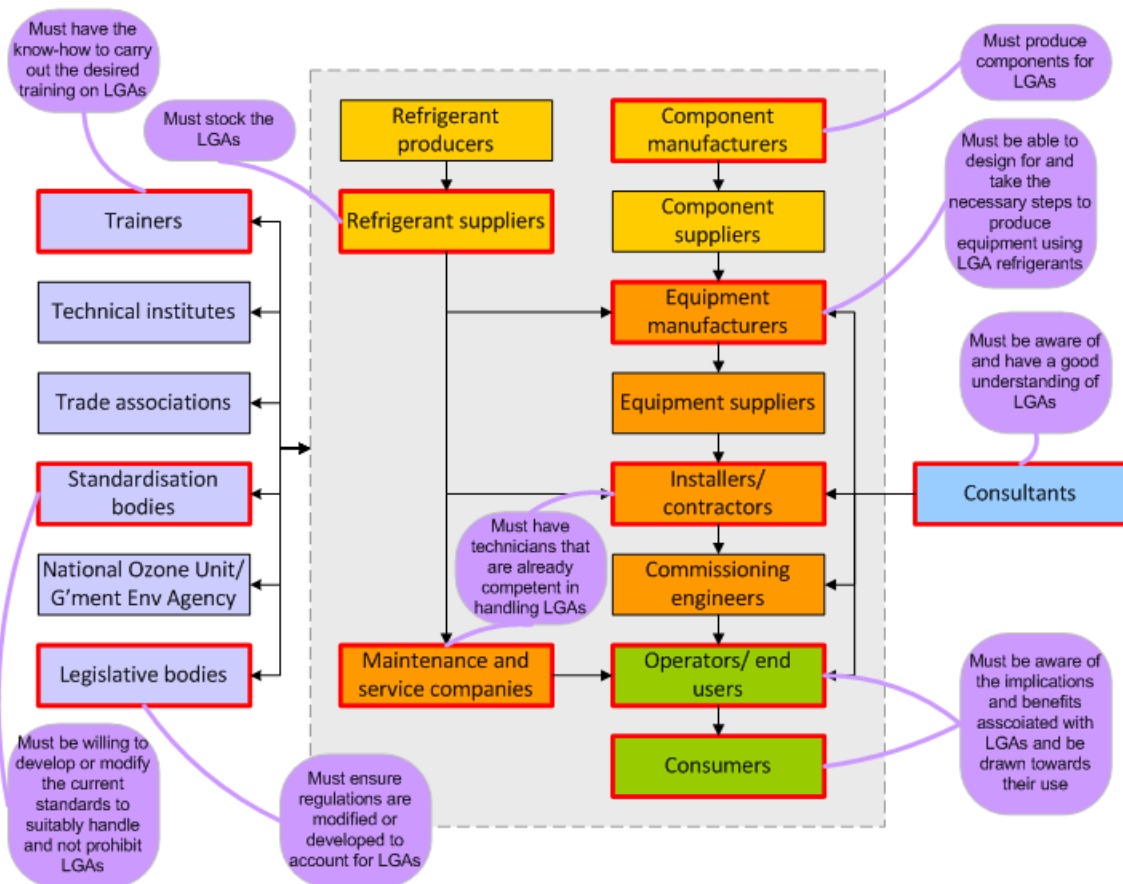 Must have the
know-how to carry
out the desired
training on LGAs
Must stock the
LGAs
Refrigerant
producers
Component
manufacturers
Must produce
components for
LGAs
Must be able to
design for and
take the
necessary steps to
produce
equipment using
LGA refrigerants
Trainers
Refrigerant suppliers
Component
suppliers
Technical institutes
Equipment
manufacturers
Must be aware of
and have a good
understanding of
LGAs
Trade associations
Equipment suppliers
Standardisation
bodies
Installers/
contractors
Consultants
Must have
technicians that
are already
competent in
handling LGAs
National Ozone Unit/
G'ment Env Agency
Commissioning
engineers
Legislative bodies
Maintenance and
service companies
Operators/ end
users
Must be aware of
the implications
and benefits
asscoiated with
LGAs and be
drawn towards
their use
Consumers
Must be willing to
develop or modify
the current
standards to
suitably handle
and not prohibit
LGAs
Must ensure
regulations are
modified or
developed to
account for LGAs